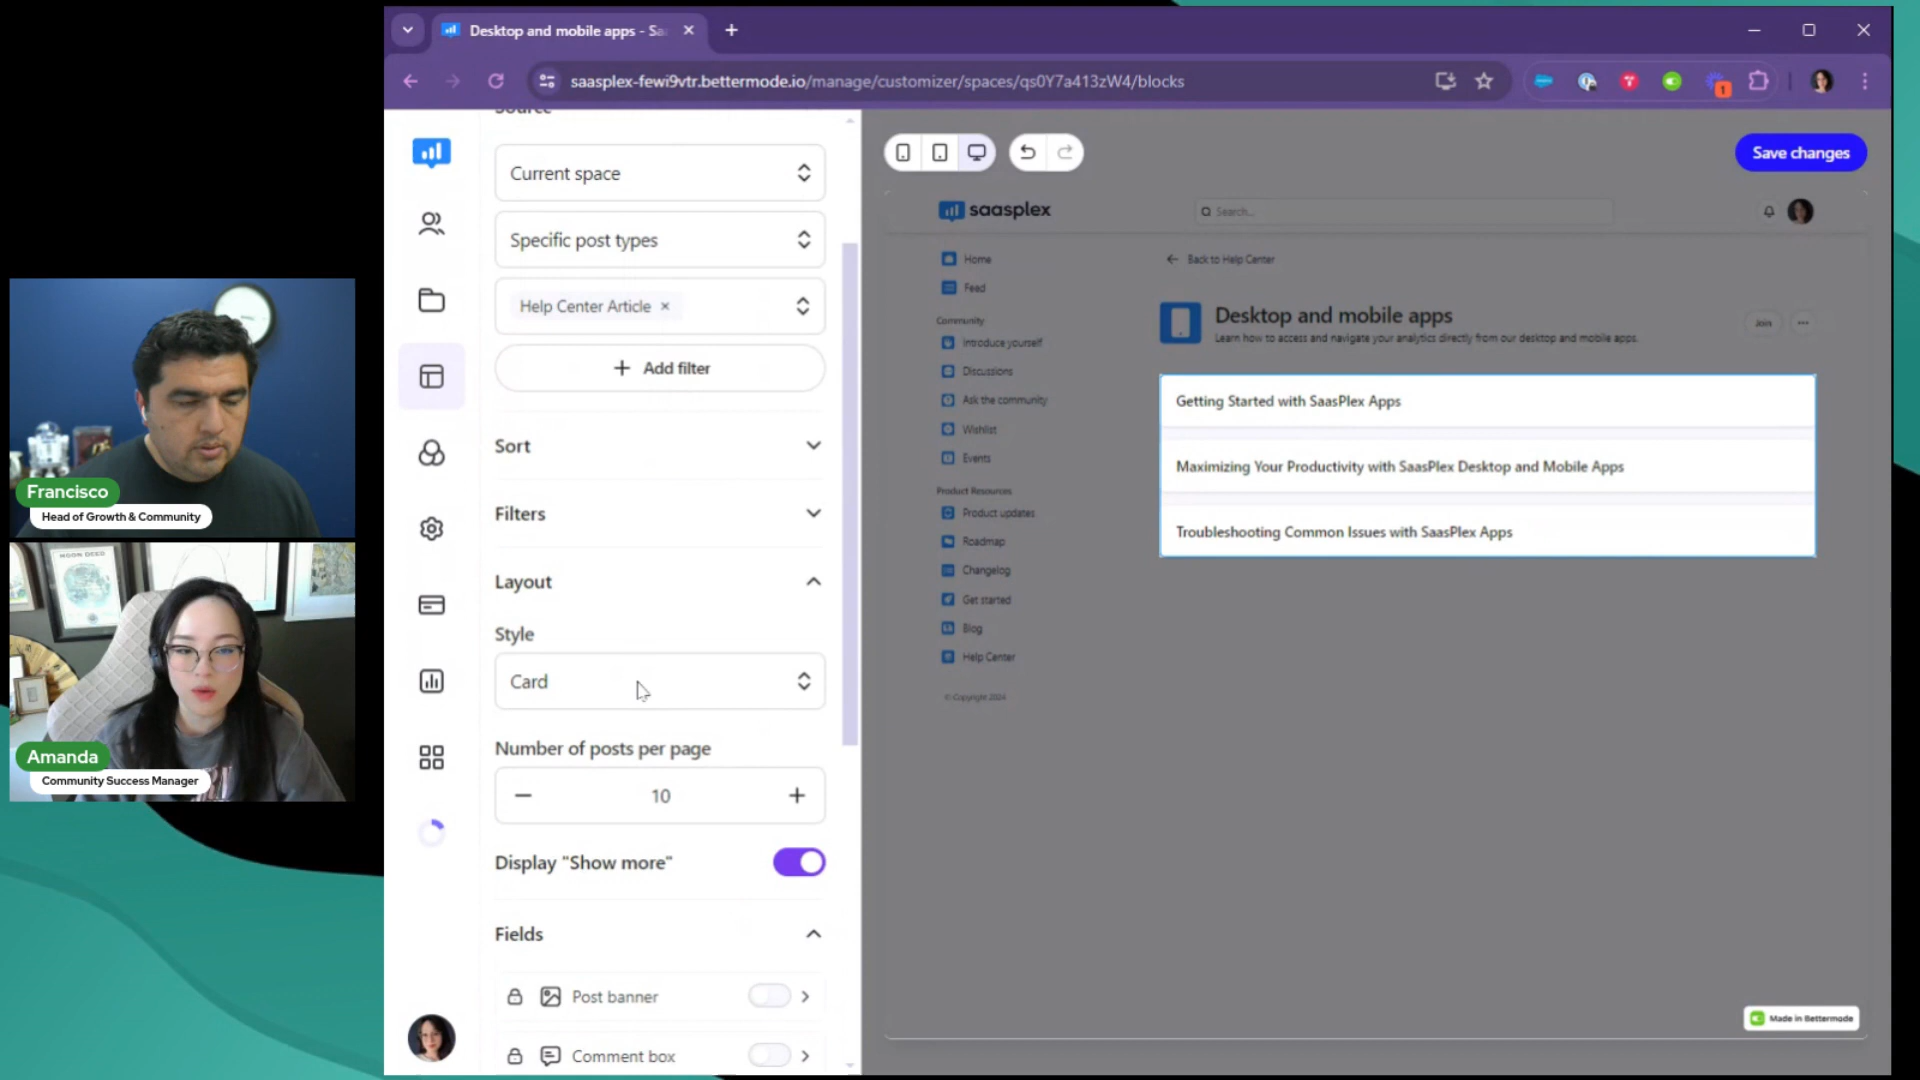 Desktop and mobile apps - Sa
saasplex-fewi9vtr.bettermode.io/manage/customizer/spaces/qs0Y7a413zW4/blocks
1
Source
Current space
Specific post types
Help Center Article ×
+ Add filter
Sort
Filters
Layout
Style
Card
Number of posts per page
— 10 +
Display "Show more"
Fields
Post banner
Comment box
Save changes
saasplex
Search...
Home
Feed
Community
Introduce yourself
Discussions
Ask the community
Wishlist
Events
Product Resources
Product updates
Roadmap
Changelog
Get started
Blog
Help Center
© Copyright 2024
Back to Help Center
Desktop and mobile apps
Learn how to access and navigate your analytics directly from our desktop and mobile apps.
Join
Getting Started with SaasPlex Apps
Maximizing Your Productivity with SaasPlex Desktop and Mobile Apps
Troubleshooting Common Issues with SaasPlex Apps
Made in Bettermode
Francisco
Head of Growth & Community
MOON DEED
Amanda
Community Success Manager